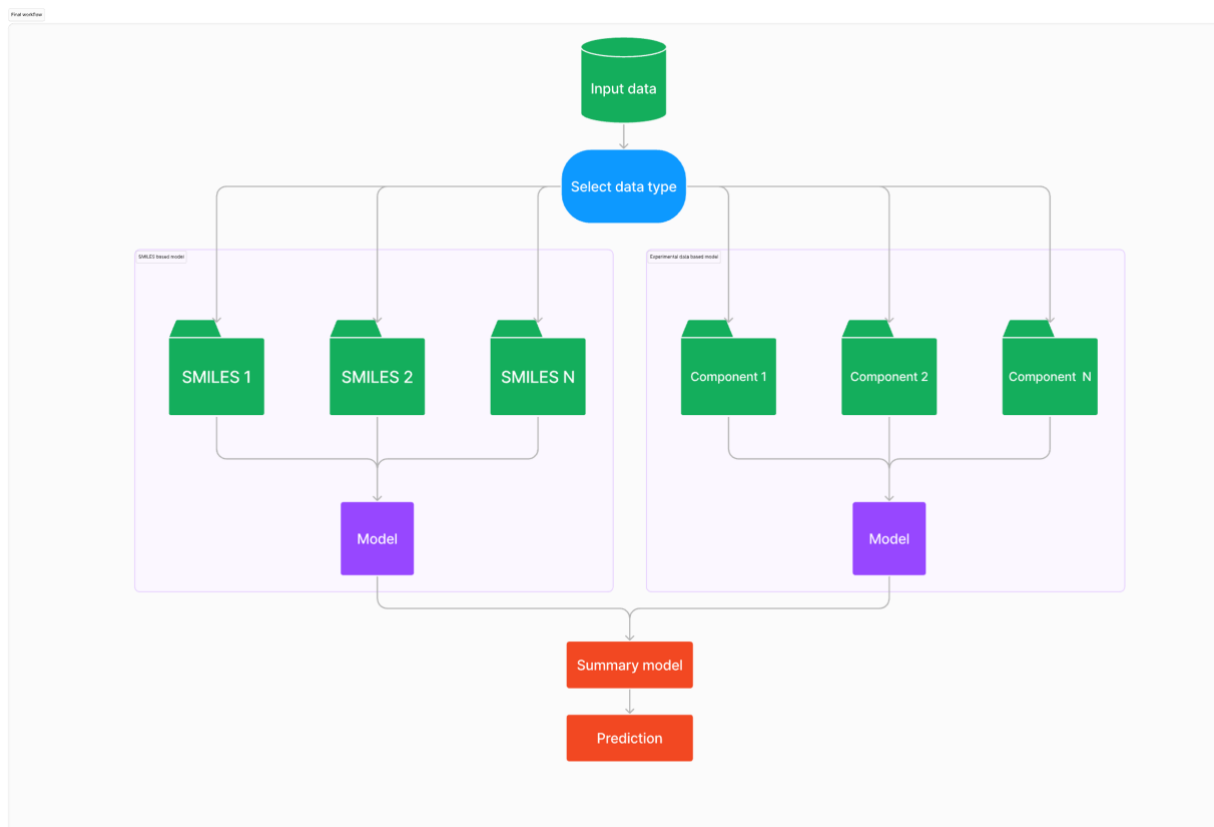 Final workflow
Input data
Select data type
SMILES based model
Experimental data based model
SMILES 1
SMILES 2
SMILES N
Component 1
Component 2
Component N
Model
Model
Summary model
Prediction